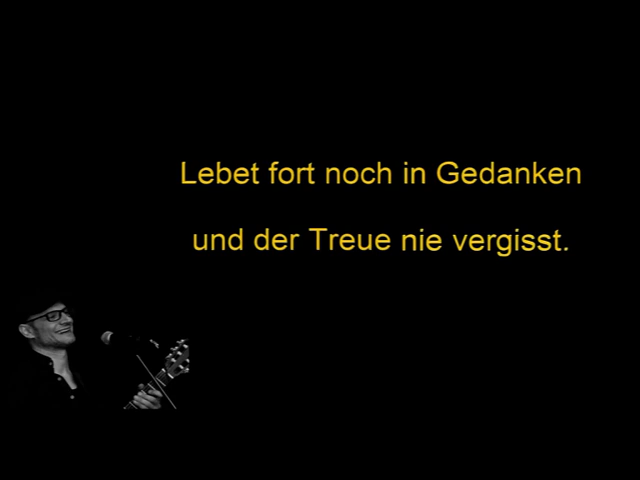 Lebet fort noch in Gedanken
und der Treue nie vergisst.